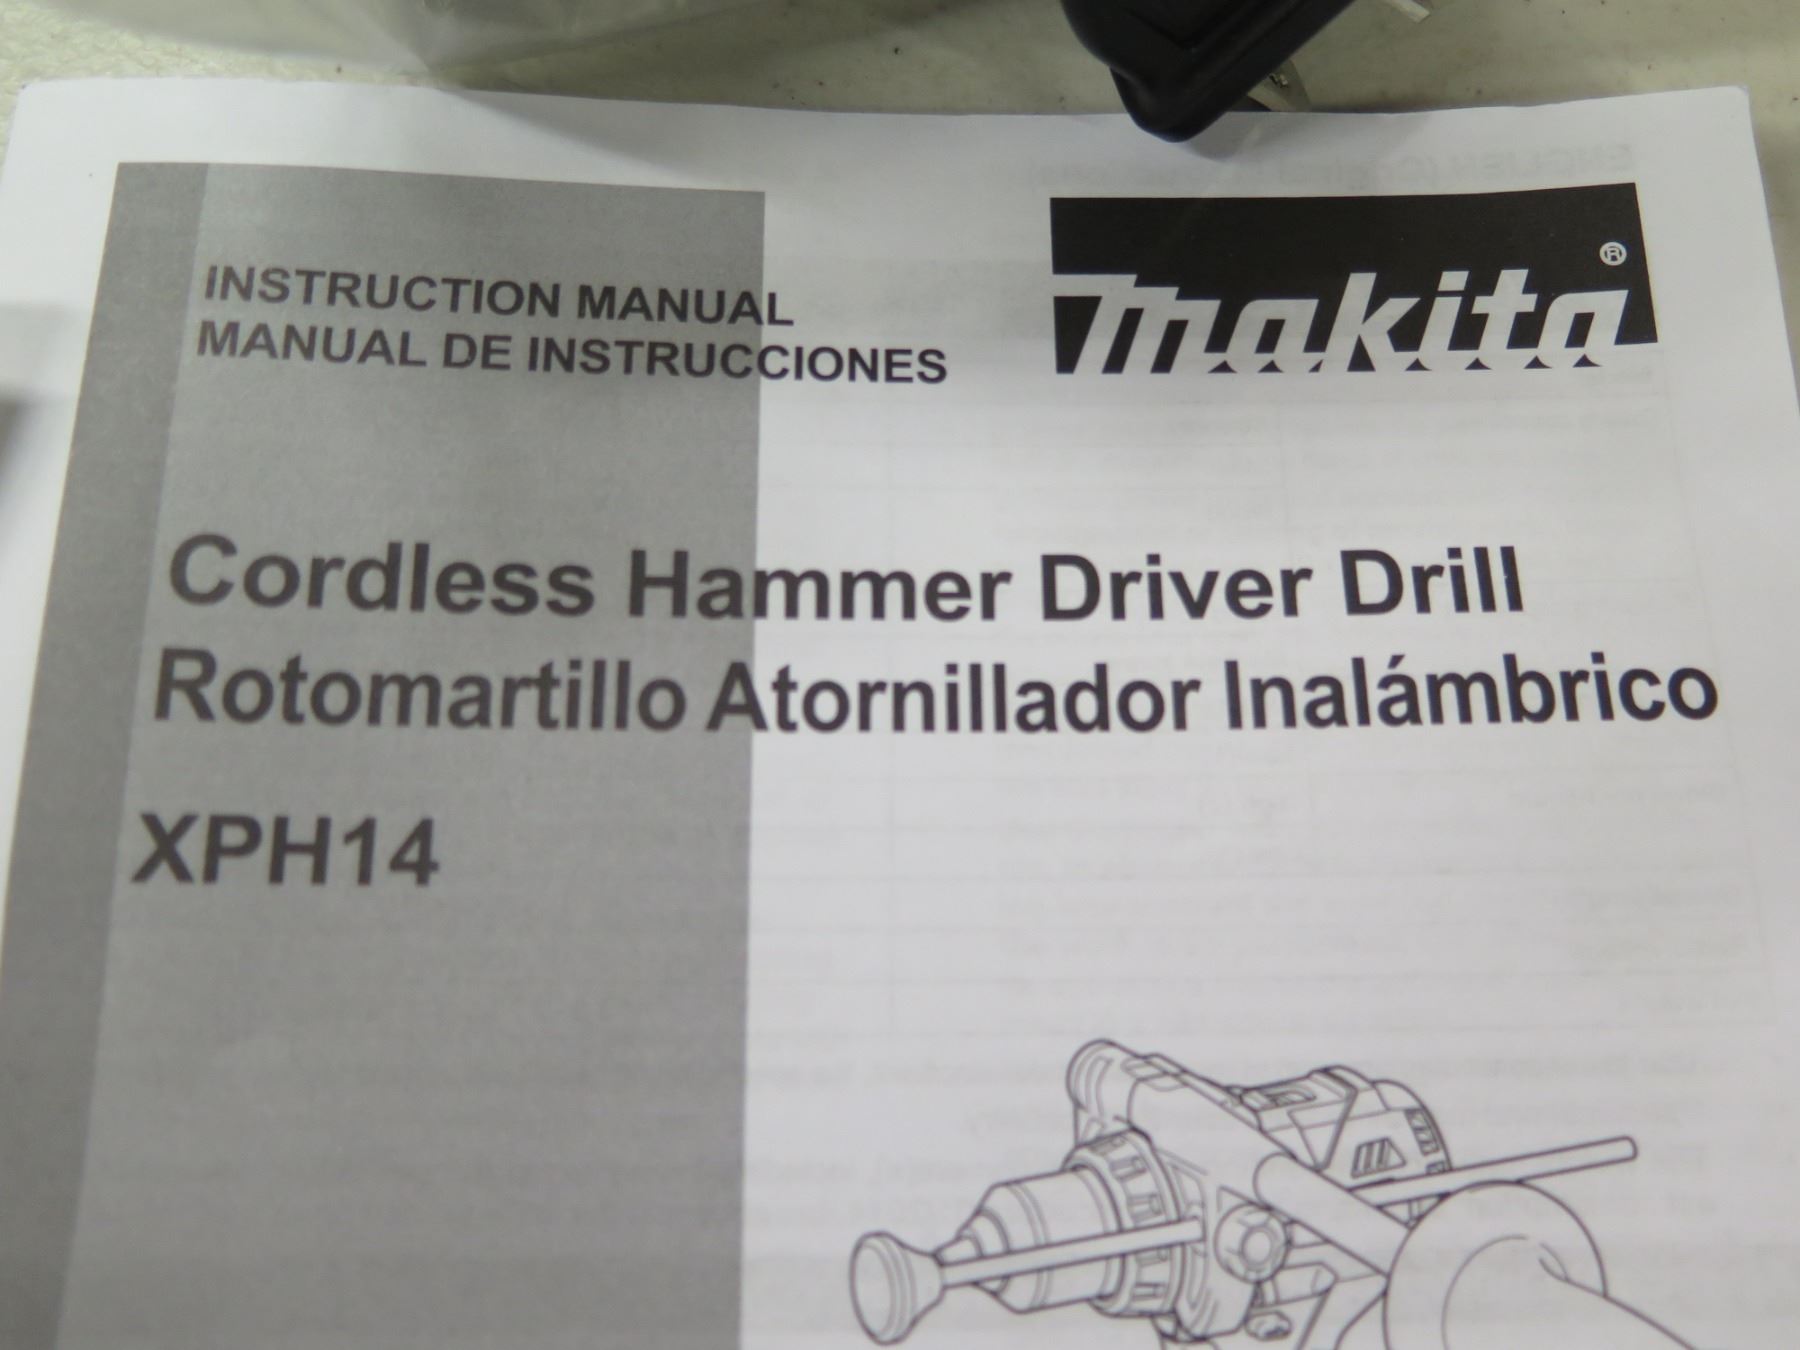 INSTRUCTION MANUAL
MANUAL DE INSTRUCCIONES
makita®
Cordless Hammer Driver Drill
Rotomartillo Atornillador Inalámbrico
XPH14